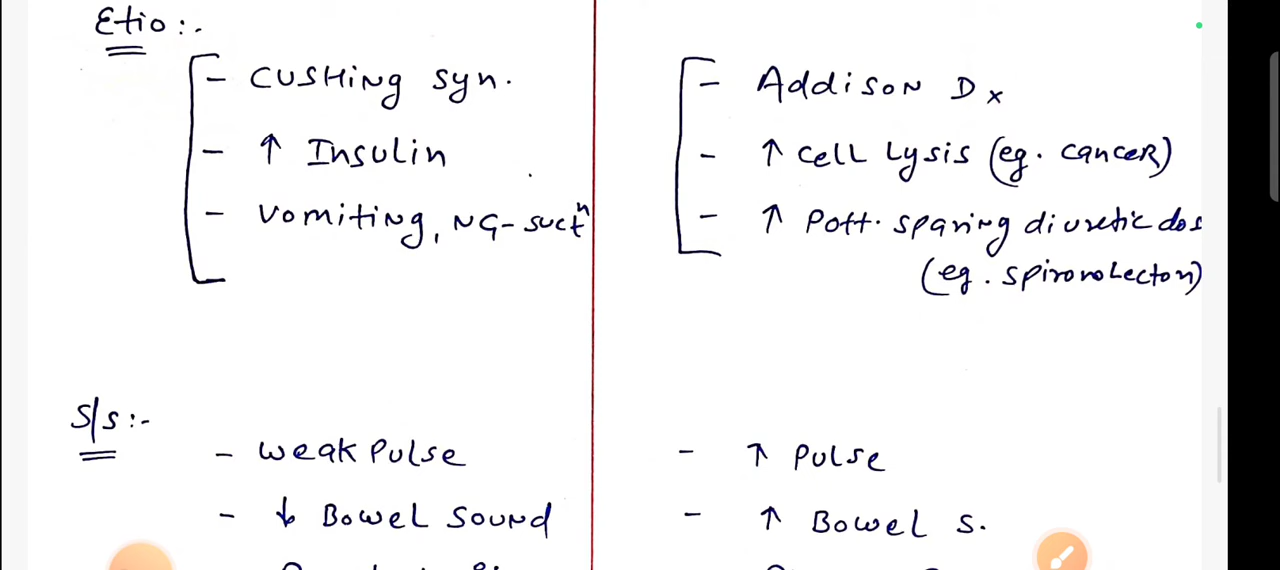 Etio :-
- CUSHiNg syn.
- ↑ Insulin
- Vomiting, NG-suctⁿ
- Addison Dx
- ↑ cell Lysis (eg. cancer)
- ↑ Pott. sparing diuretic dos
(eg. spironoLecton)
S/s :-
- weak Pulse
- ↓ Bowel Sound
- ↑ Pulse
- ↑ Bowel s.